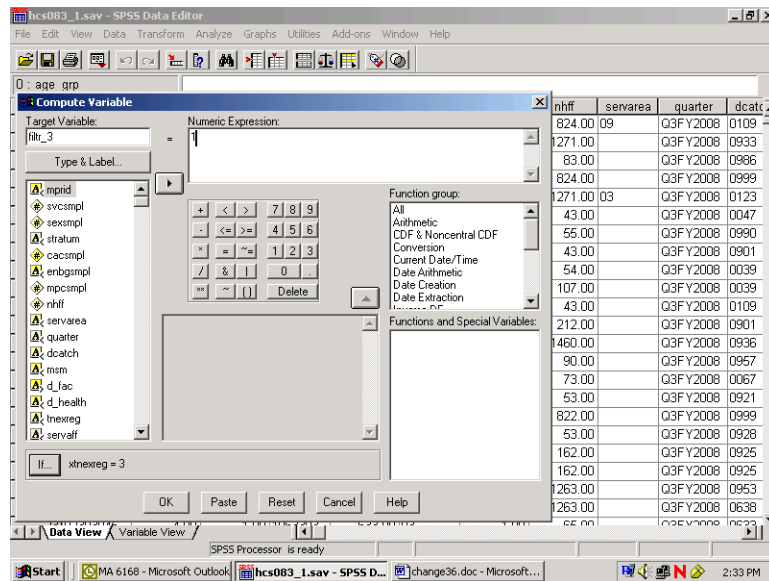 hcs083_1.sav - SPSS Data Editor
File Edit View Data Transform Analyze Graphs Utilities Add-ons Window Help
0 : age_grp
Compute Variable
Target Variable:
filtr_3
=
Numeric Expression:
1
Type & Label...
mprid
svcsmpl
sexsmpl
stratum
cacsmpl
enbgsmpl
mpcsmpl
nhff
servarea
quarter
dcatch
msm
d_fac
d_health
tnexreg
servaff
+ < > 7 8 9
- <= >= 4 5 6
* = ~= 1 2 3
/ & | 0 .
** ~ () Delete
Function group:
All
Arithmetic
CDF & Noncentral CDF
Conversion
Current Date/Time
Date Arithmetic
Date Creation
Date Extraction
Functions and Special Variables:
If... xtnexreg = 3
OK Paste Reset Cancel Help
nhff servarea quarter dcatc
824.00 09 Q3FY2008 0109
1271.00 Q3FY2008 0933
83.00 Q3FY2008 0986
824.00 Q3FY2008 0999
1271.00 03 Q3FY2008 0123
43.00 Q3FY2008 0047
55.00 Q3FY2008 0990
43.00 Q3FY2008 0901
54.00 Q3FY2008 0039
107.00 Q3FY2008 0039
43.00 Q3FY2008 0109
212.00 Q3FY2008 0901
1460.00 Q3FY2008 0936
90.00 Q3FY2008 0957
73.00 Q3FY2008 0067
53.00 Q3FY2008 0921
822.00 Q3FY2008 0999
53.00 Q3FY2008 0928
162.00 Q3FY2008 0925
162.00 Q3FY2008 0925
1263.00 Q3FY2008 0953
1263.00 Q3FY2008 0638
Data View Variable View
SPSS Processor is ready
Start MA 6168 - Microsoft Outlook hcs083_1.sav - SPSS D... change36.doc - Microsoft... 2:33 PM